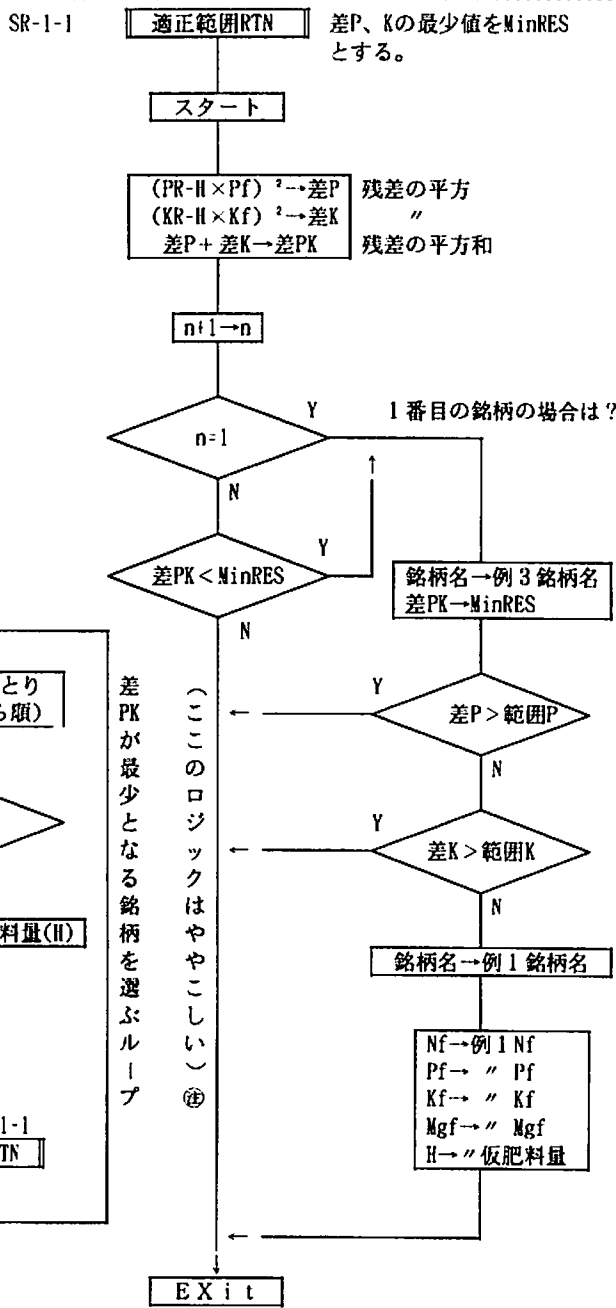 SR-1-1
適正範囲RTN
差P、Kの最少値をMinRES
とする。
スタート
(PR-H×Pf)²→差P 残差の平方
(KR-H×Kf)²→差K 〃
差P+差K→差PK 残差の平方和
n+1→n
n=1
Y
N
1番目の銘柄の場合は?
差PK<MinRES
Y
N
銘柄名→例3銘柄名
差PK→MinRES
差P>範囲P
Y
N
差K>範囲K
Y
N
銘柄名→例1銘柄名
Nf→例1Nf
Pf→〃Pf
Kf→〃Kf
Mgf→〃Mgf
H→〃仮肥料量
(ここのロジックはややこしい)㊟
差PKが最少となる銘柄を選ぶループ
とり
順)
料量(H)
1-1
TN
EXit